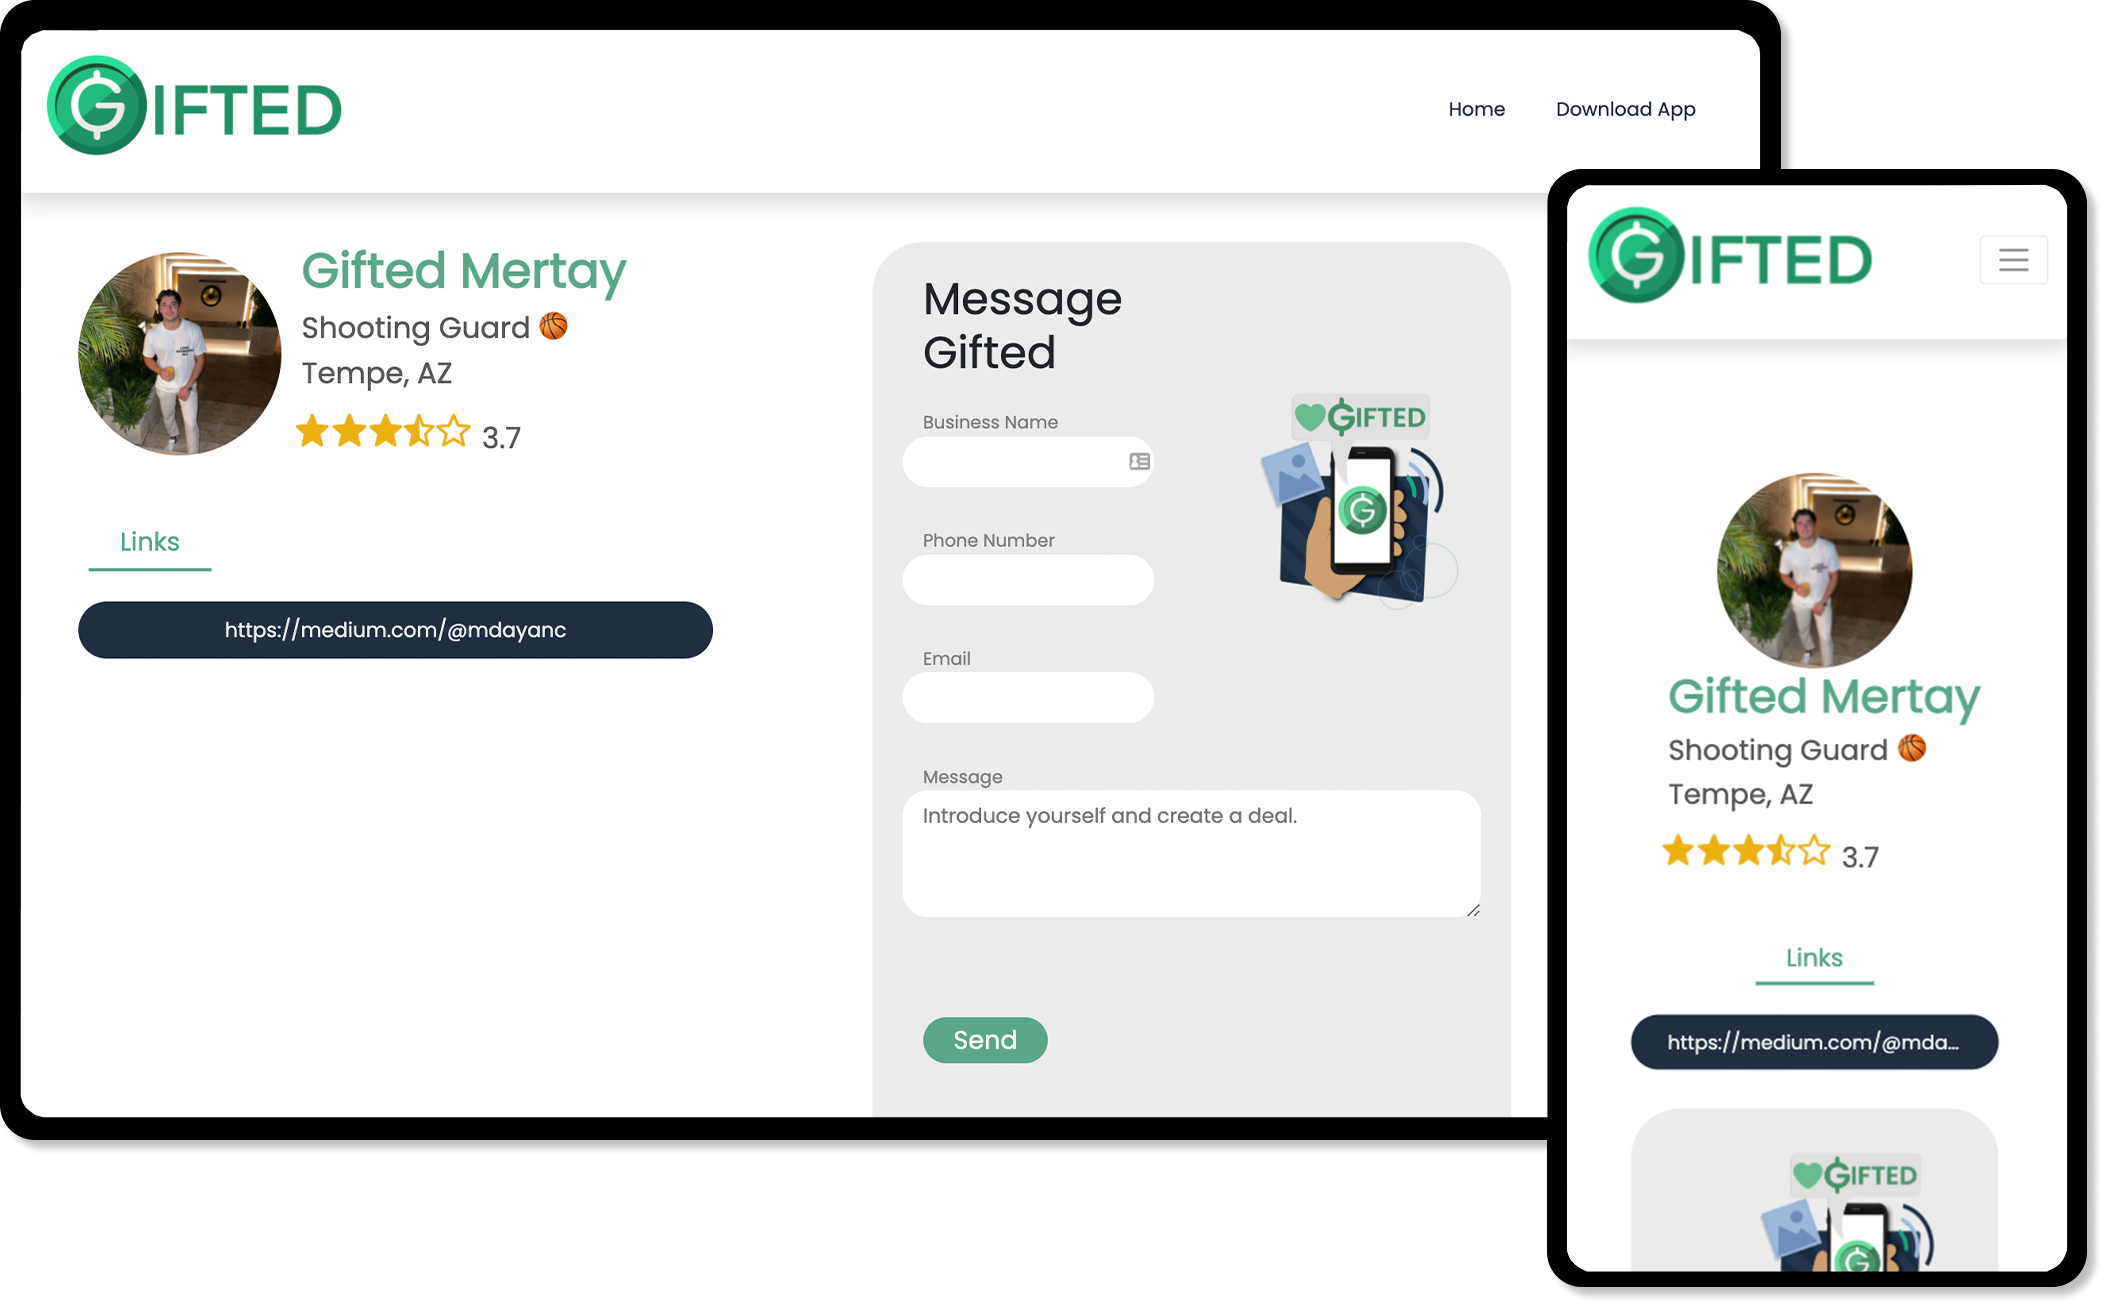 GIFTED
Home
Download App
Gifted Mertay
Shooting Guard 🏀
Tempe, AZ
3.7
Links
https://medium.com/@mdayanc
Message
Gifted
Business Name
GIFTED
G
Phone Number
Email
Message
Introduce yourself and create a deal.
Send
GIFTED
Gifted Mertay
Shooting Guard 🏀
Tempe, AZ
3.7
Links
https://medium.com/@mda...
GIFTED
G